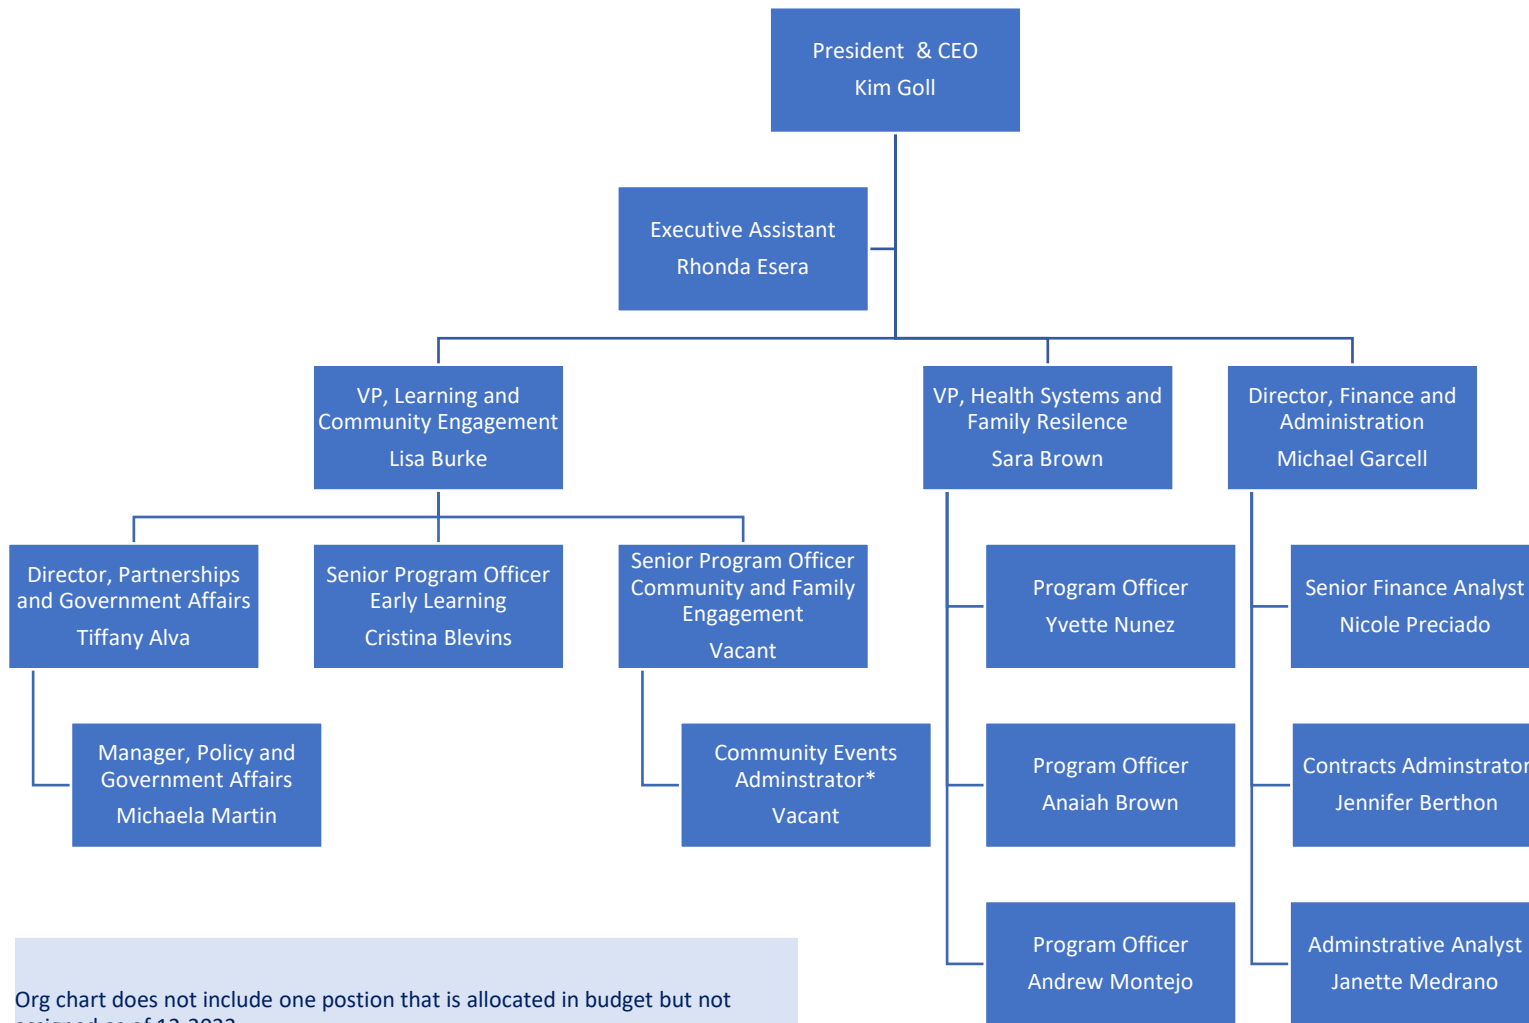 President & CEO
Kim Goll
Executive Assistant
Rhonda Esera
VP, Learning and
Community Engagement
Lisa Burke
VP, Health Systems and
Family Resilence
Sara Brown
Director, Finance and
Administration
Michael Garcell
Director, Partnerships
and Government Affairs
Tiffany Alva
Senior Program Officer
Early Learning
Cristina Blevins
Senior Program Officer
Community and Family
Engagement
Vacant
Program Officer
Yvette Nunez
Senior Finance Analyst
Nicole Preciado
Manager, Policy and
Government Affairs
Michaela Martin
Community Events
Adminstrator*
Vacant
Program Officer
Anaiah Brown
Contracts Adminstrator
Jennifer Berthon
Program Officer
Andrew Montejo
Adminstrative Analyst
Janette Medrano
Org chart does not include one postion that is allocated in budget but not
assigned as of 12-2022